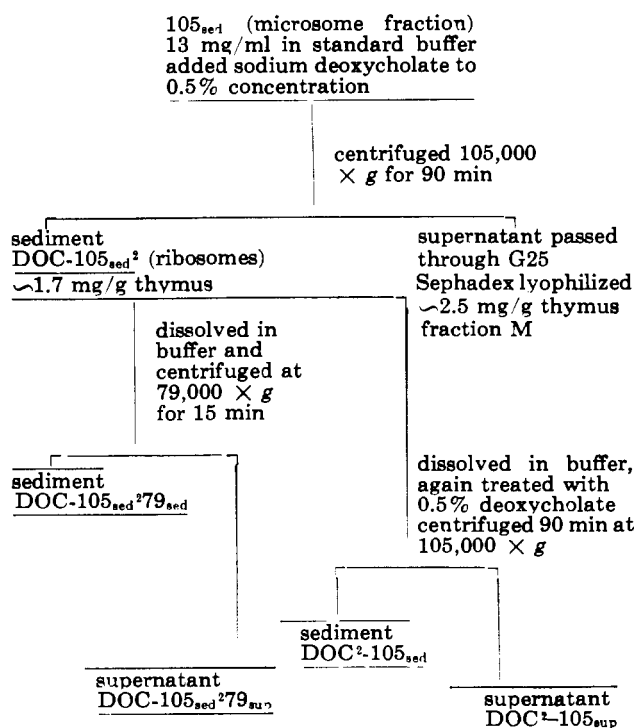 105sed (microsome fraction)
13 mg/ml in standard buffer
added sodium deoxycholate to
0.5% concentration
centrifuged 105,000
× g for 90 min
sediment
DOC-105sed² (ribosomes)
~1.7 mg/g thymus
supernatant passed
through G25
Sephadex lyophilized
~2.5 mg/g thymus
fraction M
dissolved in
buffer and
centrifuged at
79,000 × g
for 15 min
sediment
DOC-105sed²79sed
supernatant
DOC-105sed²79sup
dissolved in buffer,
again treated with
0.5% deoxycholate
centrifuged 90 min at
105,000 × g
sediment
DOC²-105sed
supernatant
DOC²–105sup